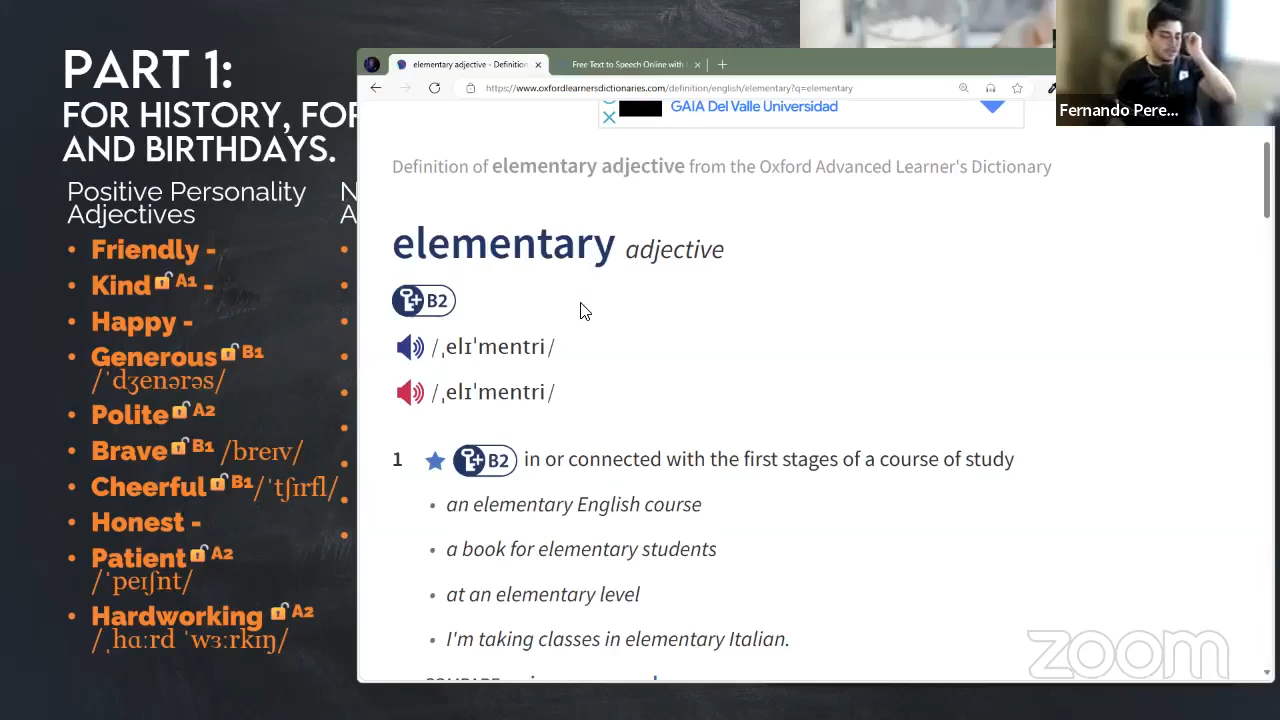 PART 1:
FOR HISTORY, FOR
AND BIRTHDAYS.
Positive Personality
Adjectives
N
A
• Friendly -
• Kind A1 -
• Happy -
• Generous B1
/ˈdʒenərəs/
• Polite A2
• Brave B1 /breɪv/
• Cheerful B1/ˈtʃɪrfl/
• Honest -
• Patient A2
/ˈpeɪʃnt/
• Hardworking A2
/ˌhɑːrd ˈwɜːrkɪŋ/
elementary adjective - Definition
Free Text to Speech Online with
https://www.oxfordlearnersdictionaries.com/definition/english/elementary?q=elementary
GAIA Del Valle Universidad
Definition of elementary adjective from the Oxford Advanced Learner's Dictionary
elementary adjective
B2
/ˌelɪˈmentri/
/ˌelɪˈmentri/
1 B2 in or connected with the first stages of a course of study
• an elementary English course
• a book for elementary students
• at an elementary level
• I'm taking classes in elementary Italian.
Fernando Pere...
zoom